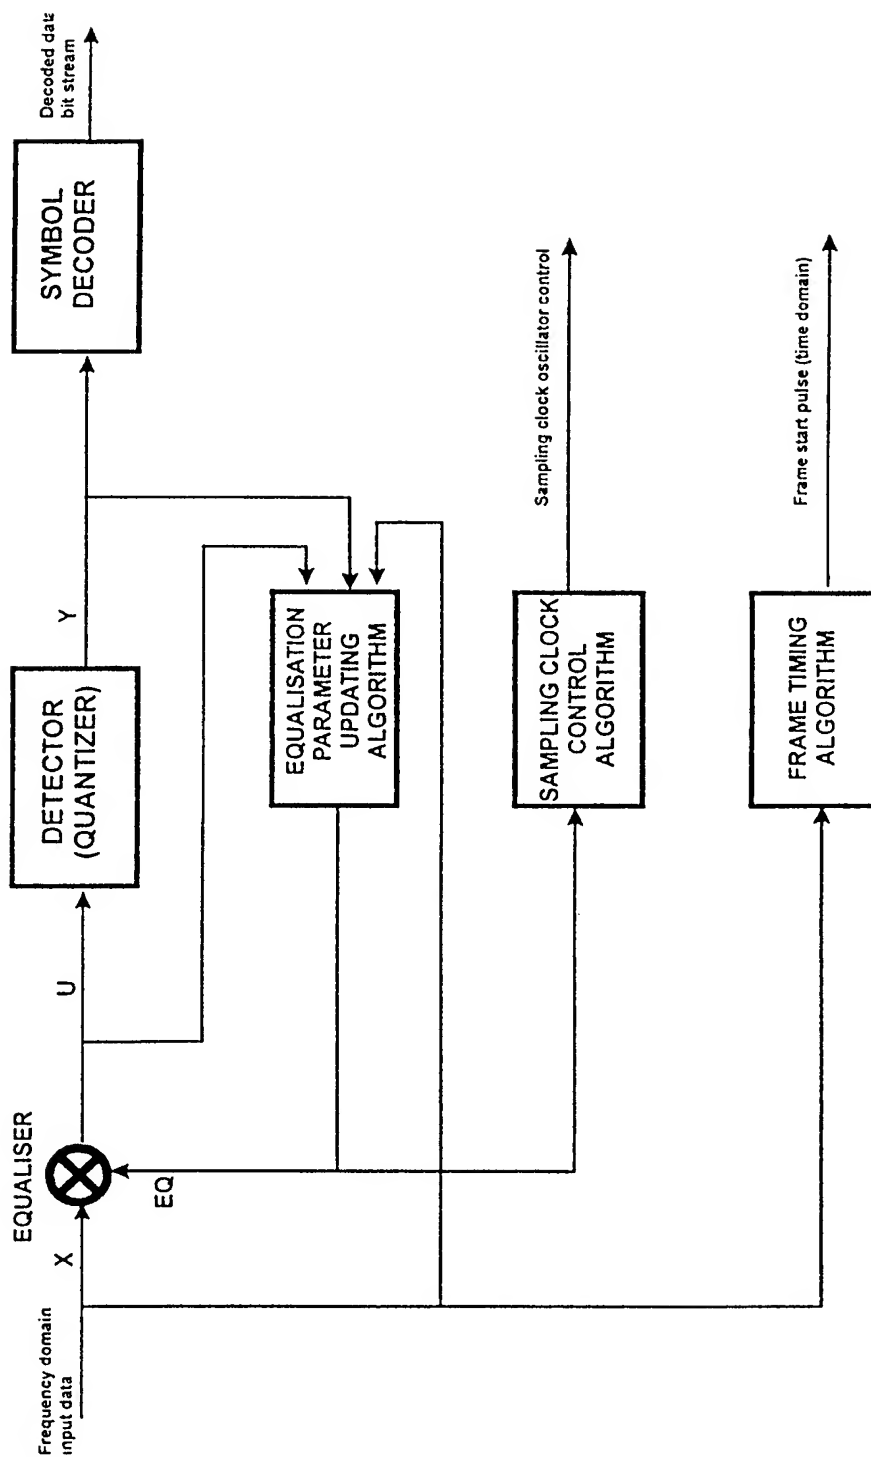 Frequency domain
input data
X
EQUALISER
EQ
U
DETECTOR
(QUANTIZER)
Y
SYMBOL
DECODER
Decoded data
bit stream
EQUALISATION
PARAMETER
UPDATING
ALGORITHM
SAMPLING CLOCK
CONTROL
ALGORITHM
Sampling clock oscillator control
FRAME TIMING
ALGORITHM
Frame start pulse (time domain)